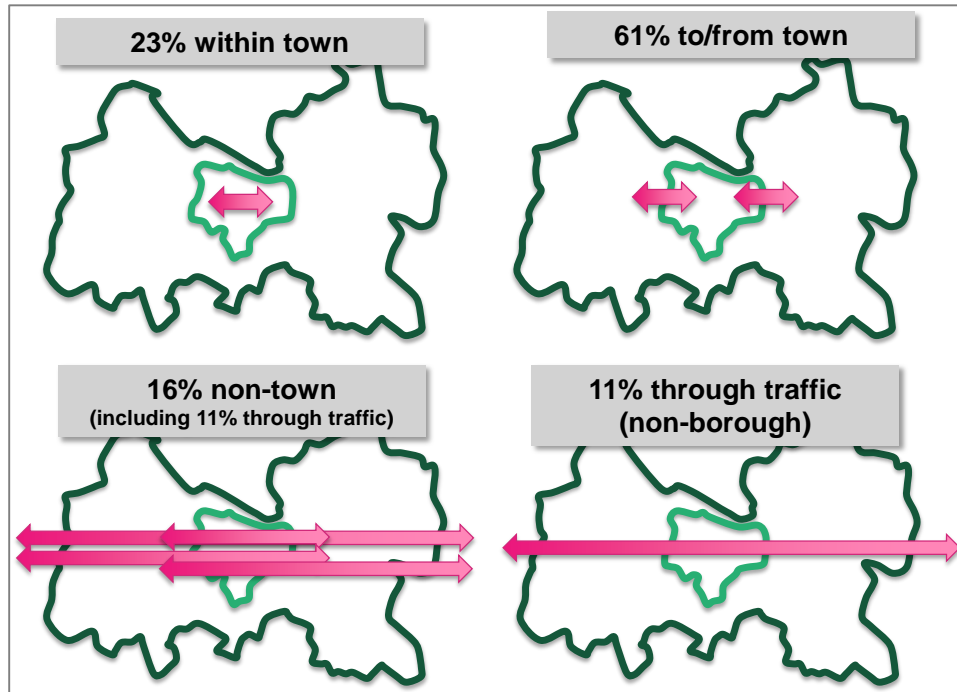 23% within town
61% to/from town
16% non-town
(including 11% through traffic)
11% through traffic
(non-borough)